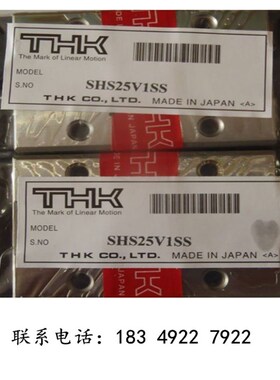 THK
The Mark of Linear Motion
MODEL
S.NO SHS25V1SS
THK CO., LTD. MADE IN JAPAN <A>
THK
THK
The Mark of Linear Motion
MODEL
S.NO SHS25V1SS
THK CO., LTD. MADE IN JAPAN <A>
联系电话：183 4922 7922